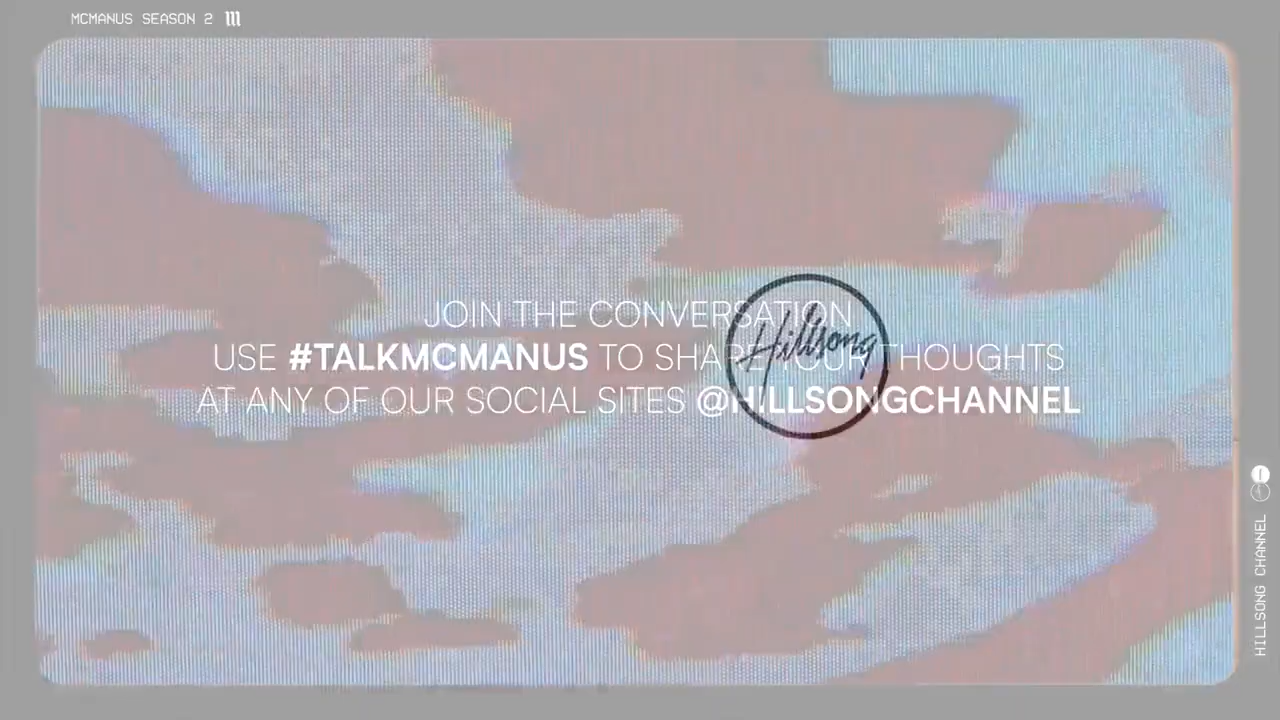 MCMANUS SEASON 2
JOIN THE CONVERSATION
USE #TALKMCMANUS TO SHARE YOUR THOUGHTS
AT ANY OF OUR SOCIAL SITES @HILLSONGCHANNEL
Hillsong
HILLSONG CHANNEL